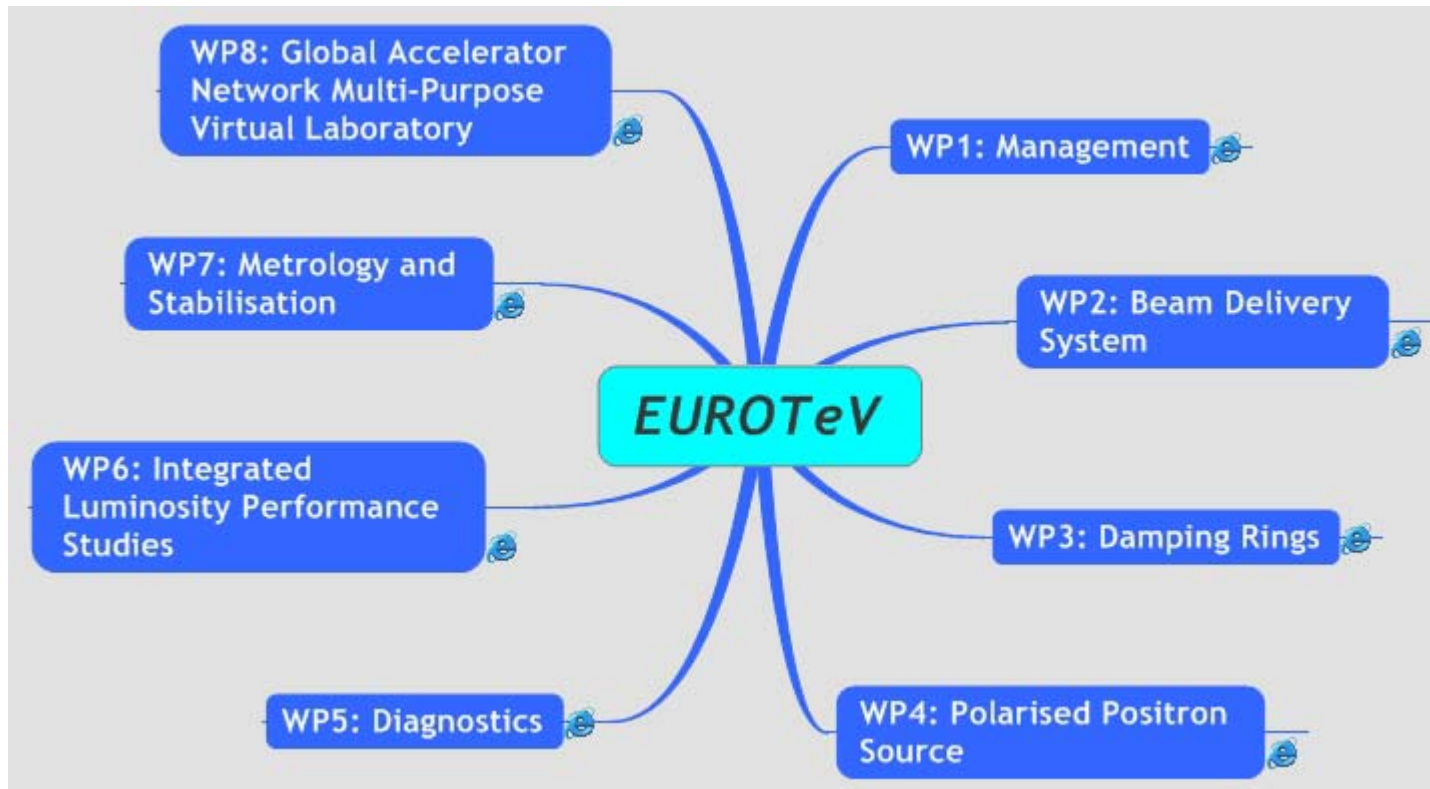 WP8: Global Accelerator
Network Multi-Purpose
Virtual Laboratory
WP1: Management
WP7: Metrology and
Stabilisation
WP2: Beam Delivery
System
EUROTeV
WP6: Integrated
Luminosity Performance
Studies
WP3: Damping Rings
WP5: Diagnostics
WP4: Polarised Positron
Source